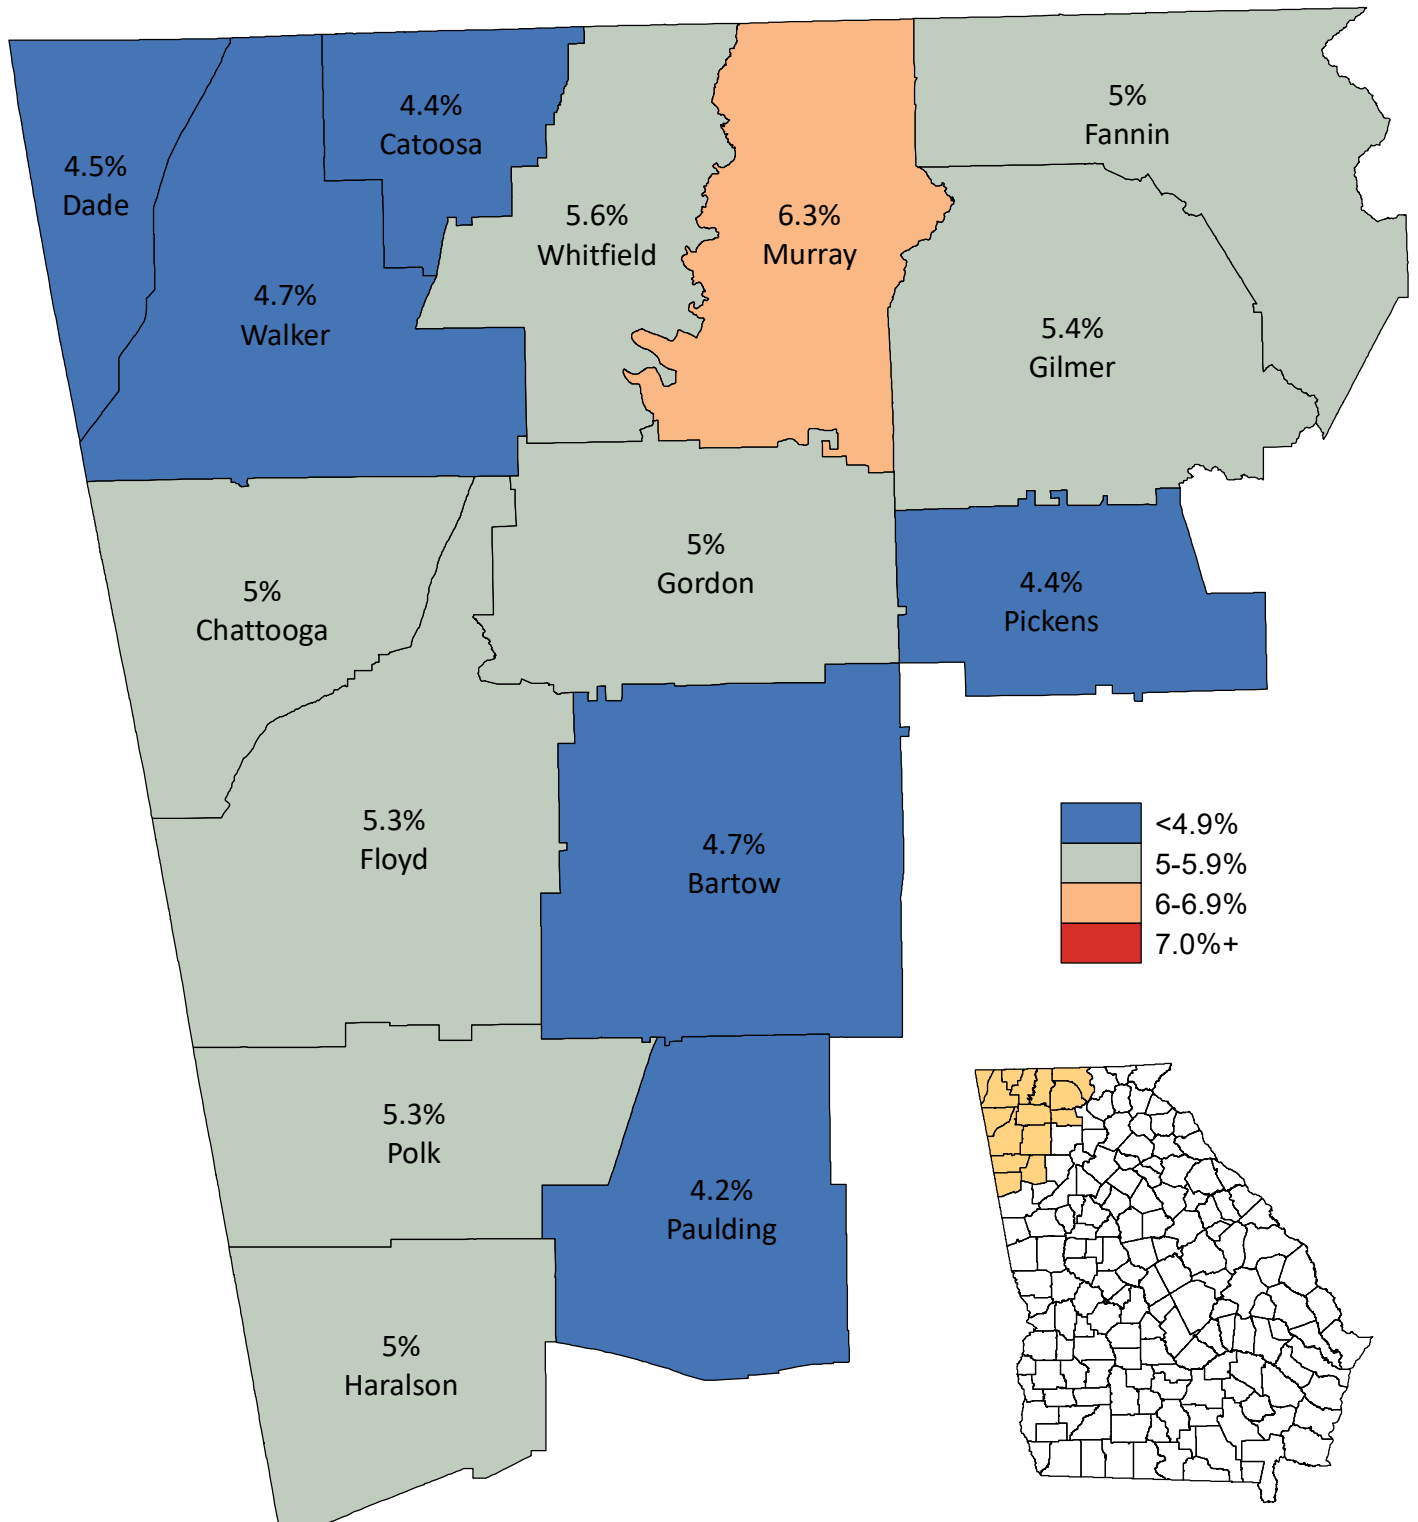 5%
Fannin
4.4%
Catoosa
4.5%
Dade
5.6%
Whitfield
6.3%
Murray
4.7%
Walker
5.4%
Gilmer
5%
Gordon
4.4%
Pickens
5%
Chattooga
5.3%
Floyd
4.7%
Bartow
<4.9%
5-5.9%
6-6.9%
7.0%+
5.3%
Polk
4.2%
Paulding
5%
Haralson